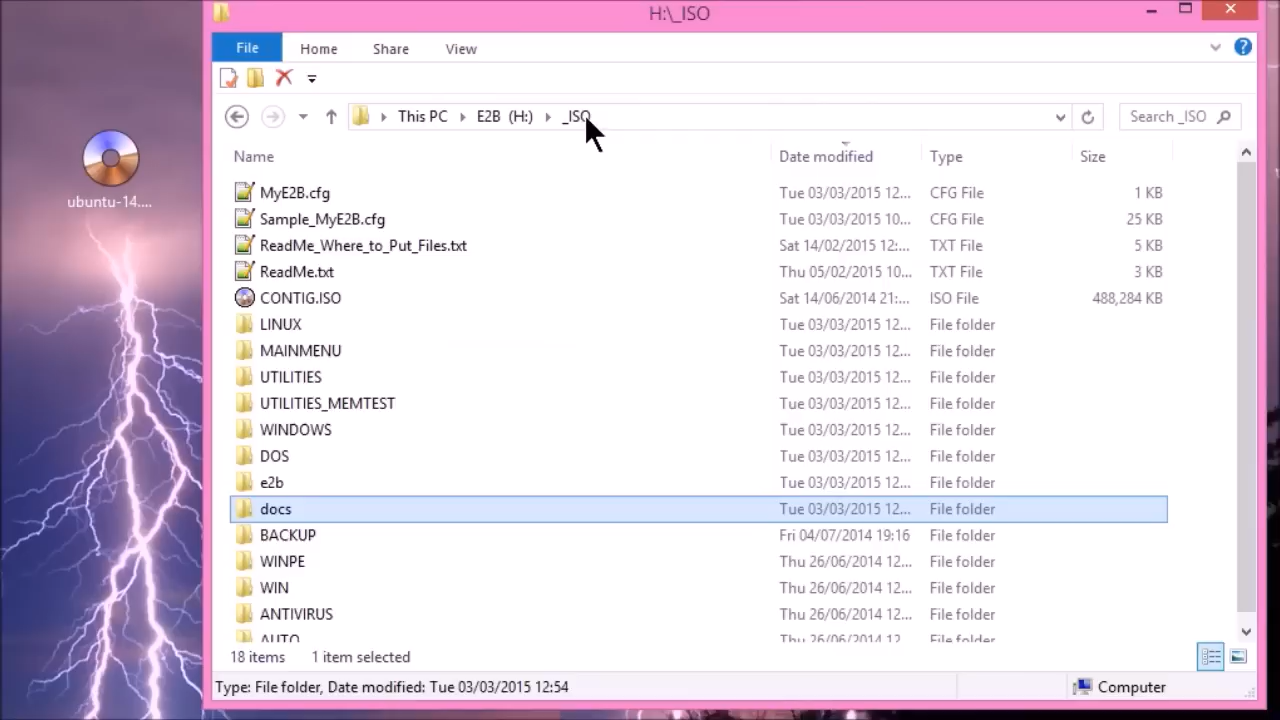 H:\_ISO
File Home Share View
This PC E2B (H:) _ISO Search _ISO
ubuntu-14....
Name Date modified Type Size
MyE2B.cfg Tue 03/03/2015 12... CFG File 1 KB
Sample_MyE2B.cfg Tue 03/03/2015 10... CFG File 25 KB
ReadMe_Where_to_Put_Files.txt Sat 14/02/2015 12:... TXT File 5 KB
ReadMe.txt Thu 05/02/2015 10... TXT File 3 KB
CONTIG.ISO Sat 14/06/2014 21:... ISO File 488,284 KB
LINUX Tue 03/03/2015 12... File folder
MAINMENU Tue 03/03/2015 12... File folder
UTILITIES Tue 03/03/2015 12... File folder
UTILITIES_MEMTEST Tue 03/03/2015 12... File folder
WINDOWS Tue 03/03/2015 12... File folder
DOS Tue 03/03/2015 12... File folder
e2b Tue 03/03/2015 12... File folder
docs Tue 03/03/2015 12... File folder
BACKUP Fri 04/07/2014 19:16 File folder
WINPE Thu 26/06/2014 12... File folder
WIN Thu 26/06/2014 12... File folder
ANTIVIRUS Thu 26/06/2014 12... File folder
AUTO Thu 26/06/2014 12... File folder
18 items 1 item selected
Type: File folder, Date modified: Tue 03/03/2015 12:54 Computer